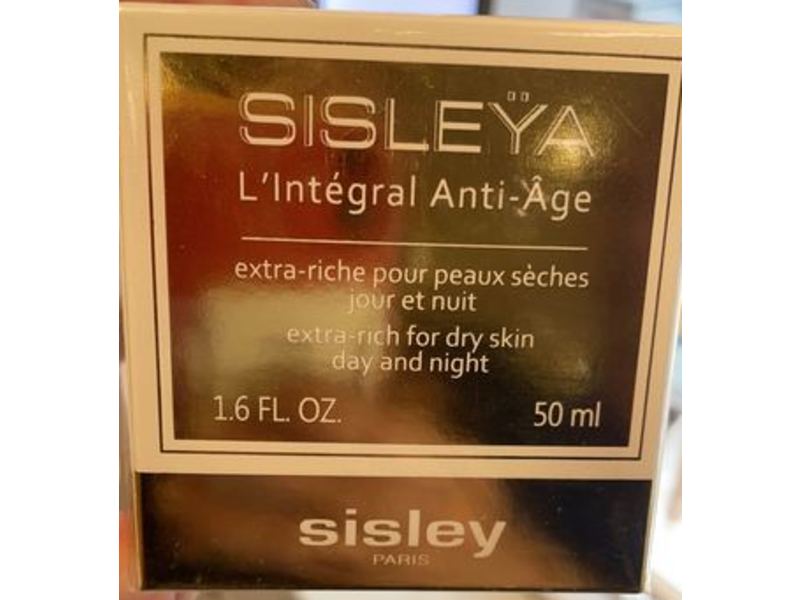 SISLEŸA
L'Intégral Anti-Âge
extra-riche pour peaux sèches
jour et nuit
extra-rich for dry skin
day and night
1.6 FL. OZ. 50 ml
sisley
PARIS